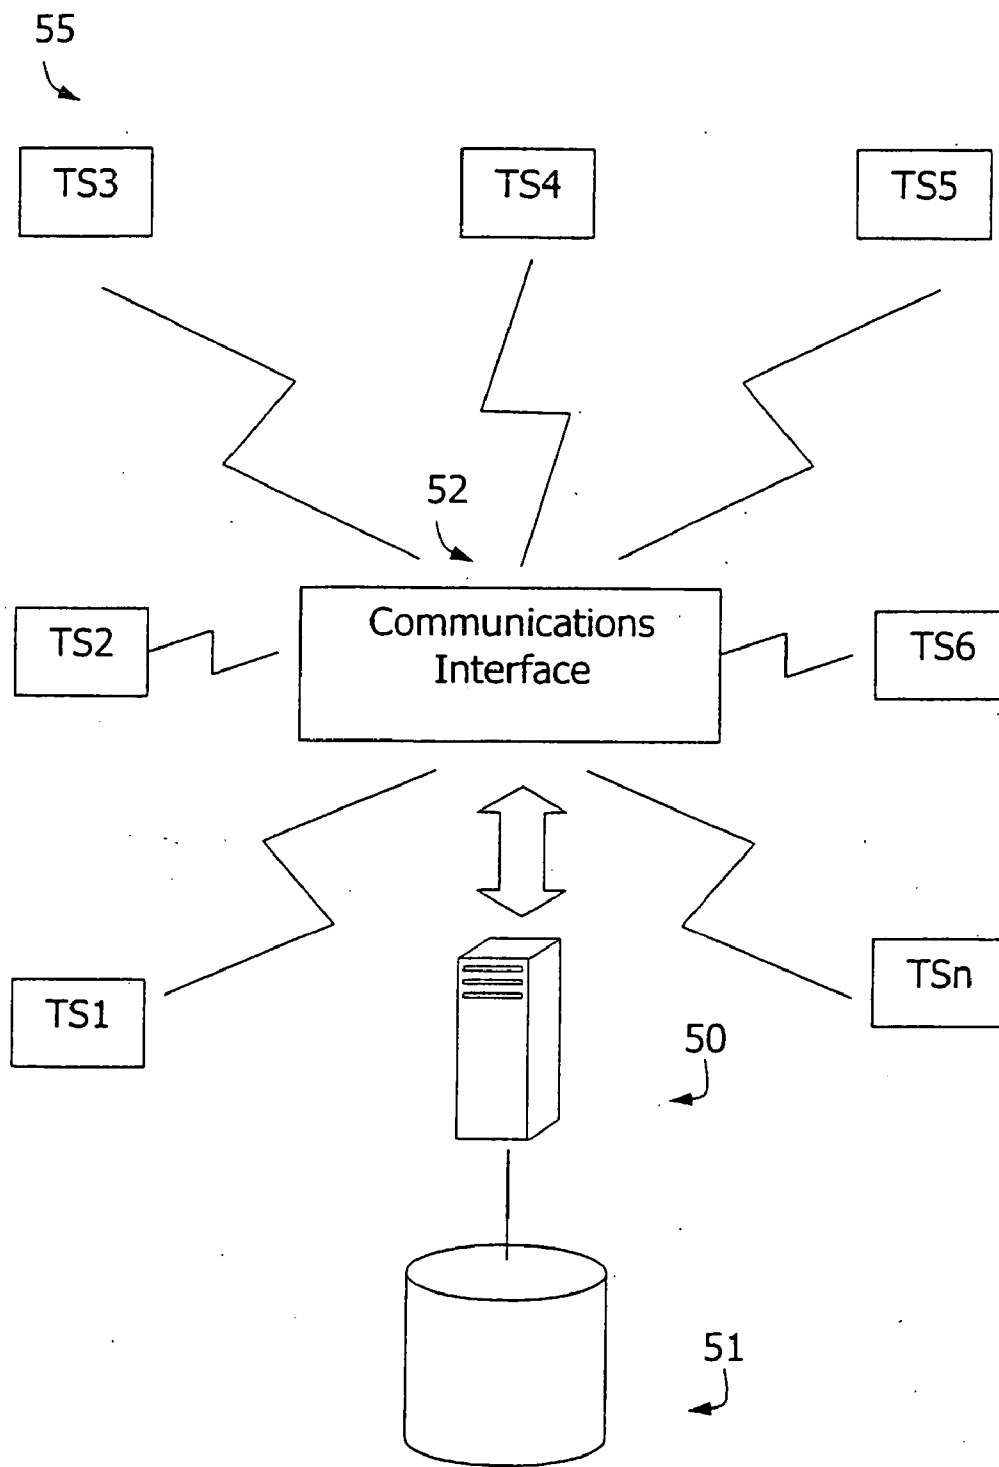 55
TS3
TS4
TS5
52
TS2
Communications
Interface
TS6
TS1
TSn
50
51